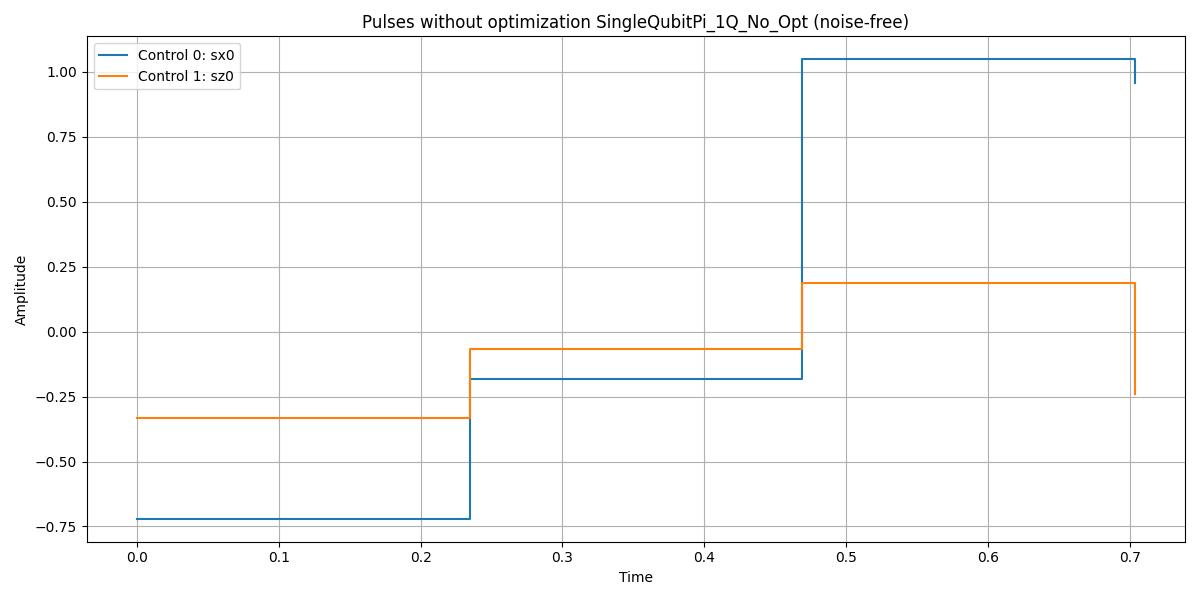 Pulses without optimization SingleQubitPi_1Q_No_Opt (noise-free)
Control 0: sx0
Control 1: sz0
1.00
0.75
0.50
0.25
0.00
−0.25
−0.50
−0.75
Amplitude
0.0 0.1 0.2 0.3 0.4 0.5 0.6 0.7
Time